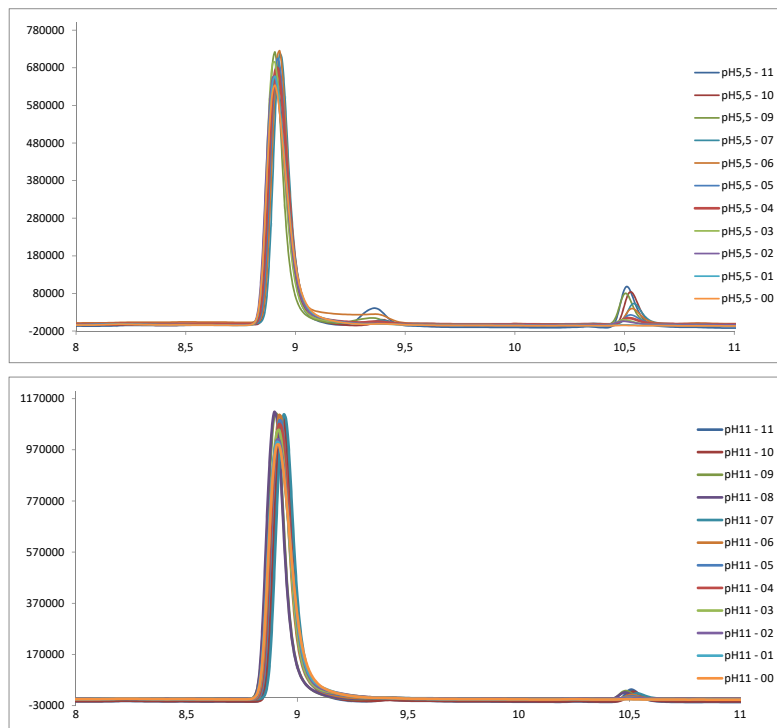 780000
680000
580000
480000
380000
280000
180000
80000
-20000
8
8,5
9
9,5
10
10,5
11
pH5,5 - 11
pH5,5 - 10
pH5,5 - 09
pH5,5 - 07
pH5,5 - 06
pH5,5 - 05
pH5,5 - 04
pH5,5 - 03
pH5,5 - 02
pH5,5 - 01
pH5,5 - 00
1170000
970000
770000
570000
370000
170000
-30000
8
8,5
9
9,5
10
10,5
11
pH11 - 11
pH11 - 10
pH11 - 09
pH11 - 08
pH11 - 07
pH11 - 06
pH11 - 05
pH11 - 04
pH11 - 03
pH11 - 02
pH11 - 01
pH11 - 00